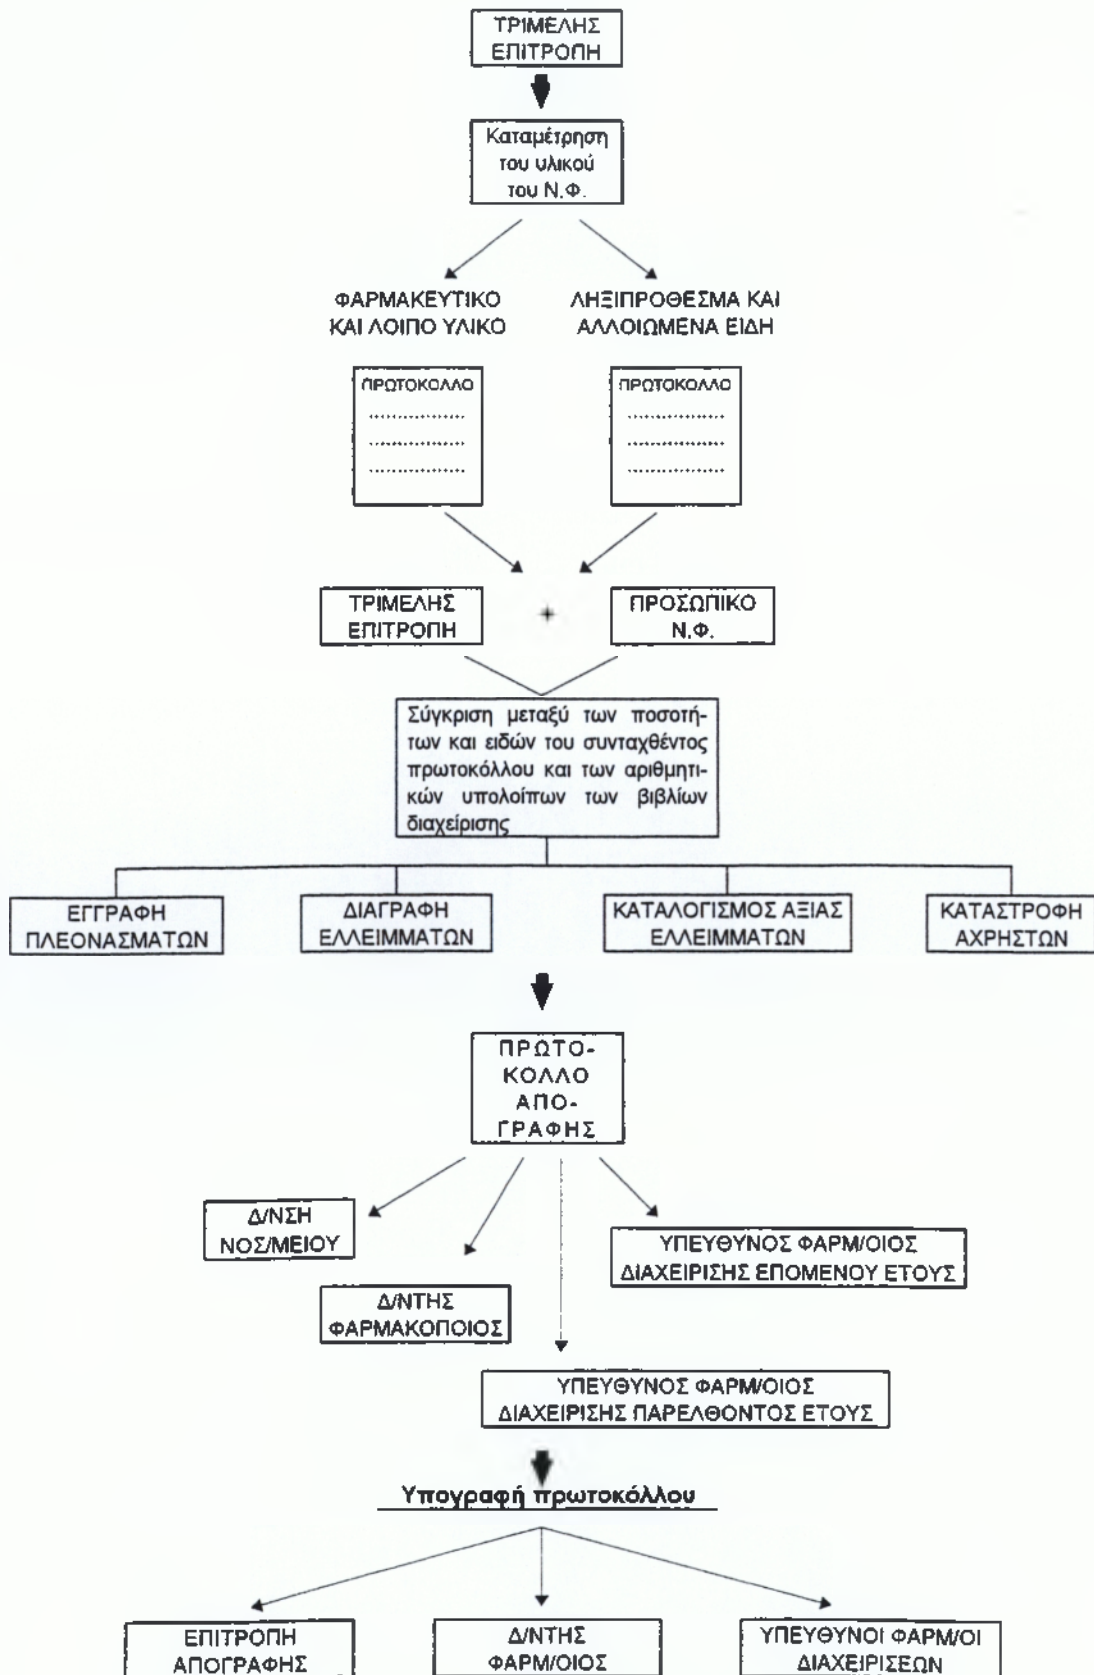 ΤΡΙΜΕΛΗΣ
ΕΠΙΤΡΟΠΗ
Καταμέτρηση
του υλικού
του Ν.Φ.
ΦΑΡΜΑΚΕΥΤΙΚΟ
ΚΑΙ ΛΟΙΠΟ ΥΛΙΚΟ
ΛΗΞΙΠΡΟΘΕΣΜΑ ΚΑΙ
ΑΛΛΟΙΩΜΕΝΑ ΕΙΔΗ
ΠΡΩΤΟΚΟΛΛΟ
....................
....................
....................
ΠΡΩΤΟΚΟΛΛΟ
....................
....................
....................
ΤΡΙΜΕΛΗΣ
ΕΠΙΤΡΟΠΗ
+
ΠΡΟΣΩΠΙΚΟ
Ν.Φ.
Σύγκριση μεταξύ των ποσοτή-
των και ειδών του συνταχθέντος
πρωτοκόλλου και των αριθμητι-
κών υπολοίπων των βιβλίων
διαχείρισης
ΕΓΓΡΑΦΗ
ΠΛΕΟΝΑΣΜΑΤΩΝ
ΔΙΑΓΡΑΦΗ
ΕΛΛΕΙΜΜΑΤΩΝ
ΚΑΤΑΛΟΓΙΣΜΟΣ ΑΞΙΑΣ
ΕΛΛΕΙΜΜΑΤΩΝ
ΚΑΤΑΣΤΡΟΦΗ
ΑΧΡΗΣΤΩΝ
ΠΡΩΤΟ-
ΚΟΛΛΟ
ΑΠΟ-
ΓΡΑΦΗΣ
Δ/ΝΣΗ
ΝΟΣ/ΜΕΙΟΥ
ΥΠΕΥΘΥΝΟΣ ΦΑΡΜ/ΟΙΟΣ
ΔΙΑΧΕΙΡΙΣΗΣ ΕΠΟΜΕΝΟΥ ΕΤΟΥΣ
Δ/ΝΤΗΣ
ΦΑΡΜΑΚΟΠΟΙΟΣ
ΥΠΕΥΘΥΝΟΣ ΦΑΡΜ/ΟΙΟΣ
ΔΙΑΧΕΙΡΙΣΗΣ ΠΑΡΕΛΘΟΝΤΟΣ ΕΤΟΥΣ
Υπογραφή πρωτοκόλλου
ΕΠΙΤΡΟΠΗ
ΑΠΟΓΡΑΦΗΣ
Δ/ΝΤΗΣ
ΦΑΡΜ/ΟΙΟΣ
ΥΠΕΥΘΥΝΟΙ ΦΑΡΜ/ΟΙ
ΔΙΑΧΕΙΡΙΣΕΩΝ